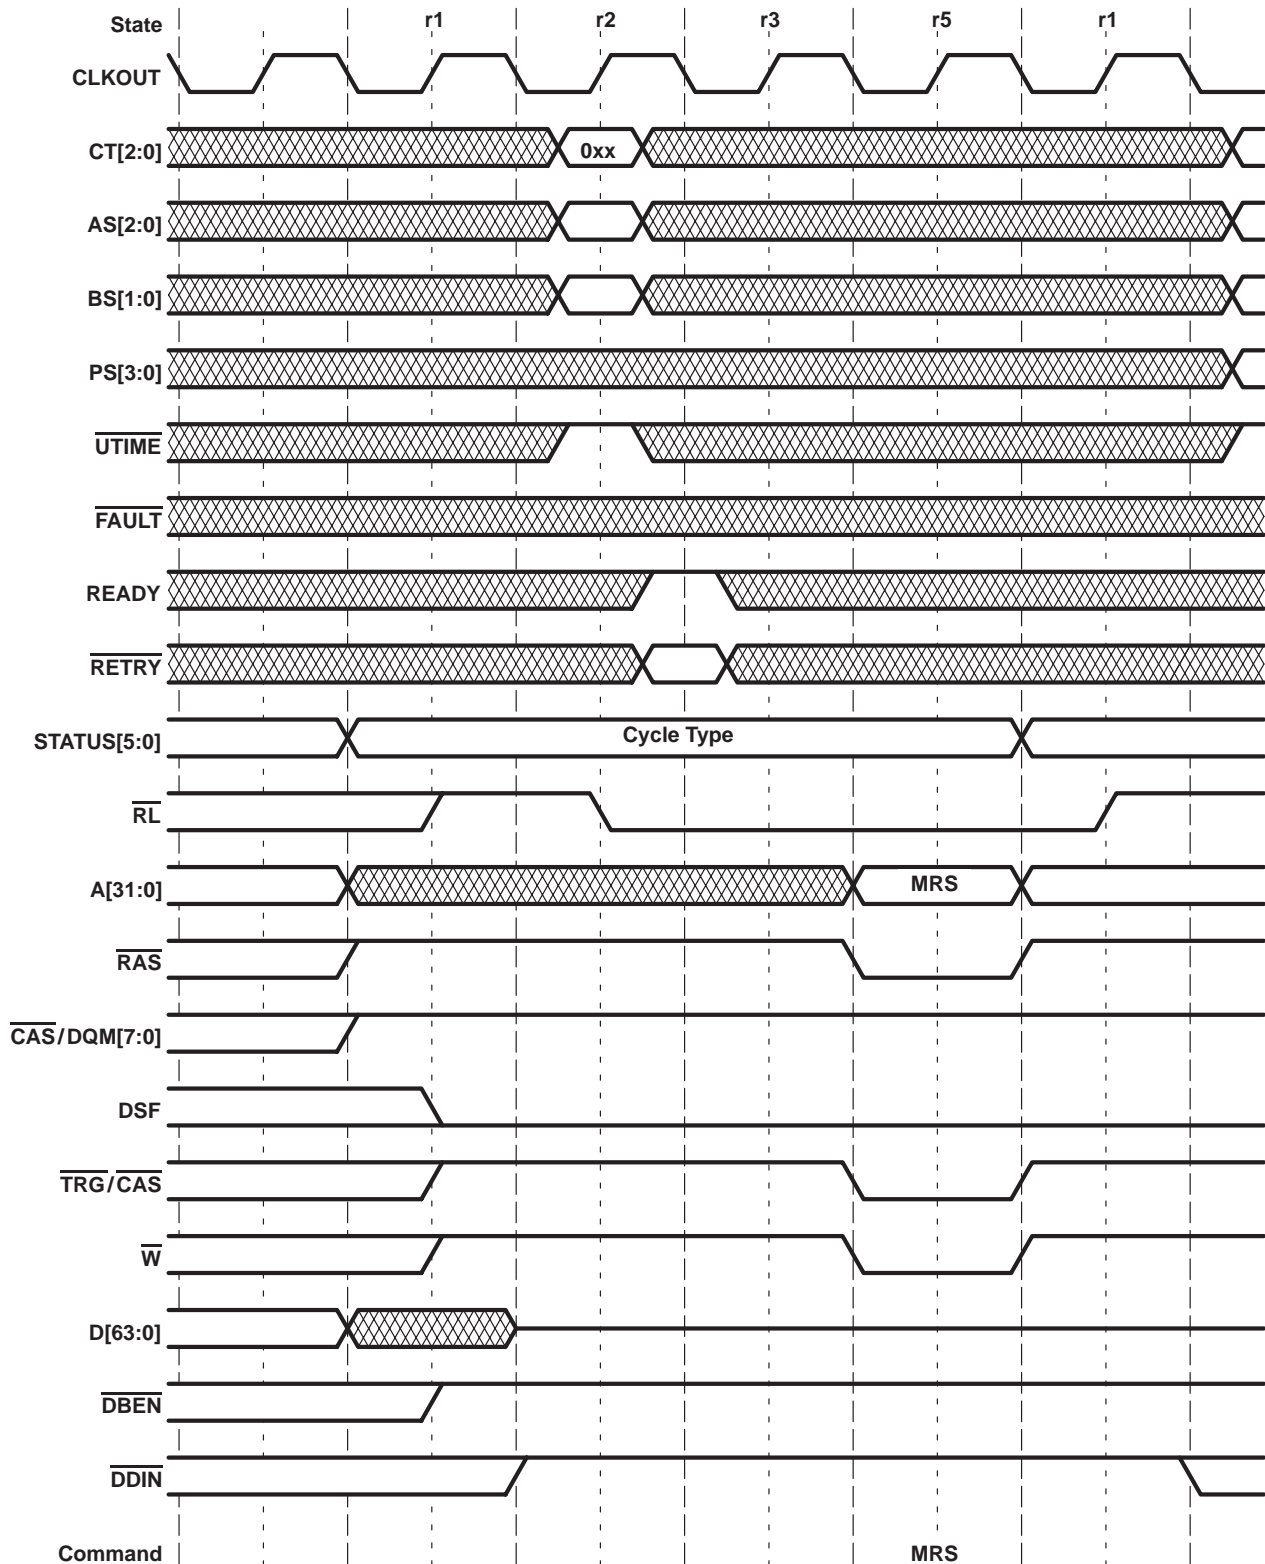 State r1 r2 r3 r5 r1
CLKOUT
CT[2:0] 0xx
AS[2:0]
BS[1:0]
PS[3:0]
UTIME
FAULT
READY
RETRY
STATUS[5:0] Cycle Type
RL
A[31:0] MRS
RAS
CAS/DQM[7:0]
DSF
TRG/CAS
W
D[63:0]
DBEN
DDIN
Command MRS